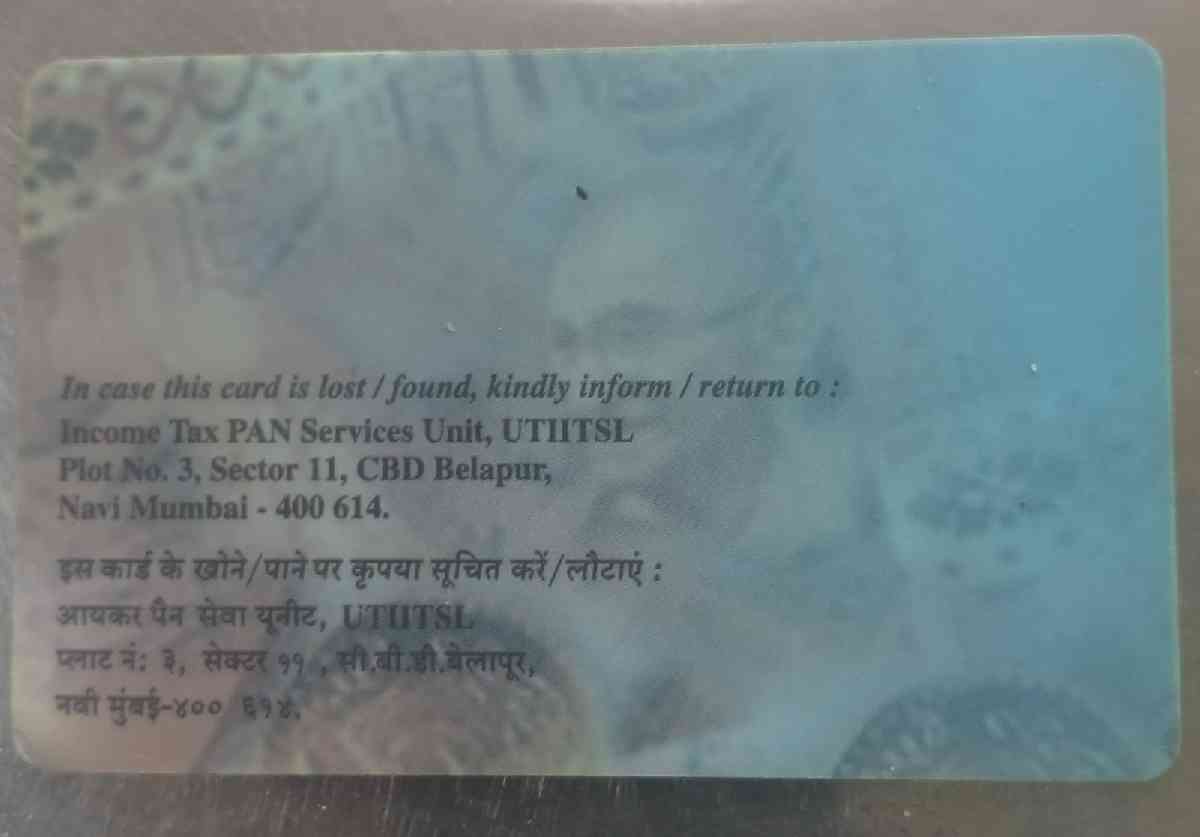 In case this card is lost / found, kindly inform / return to :
Income Tax PAN Services Unit, UTIITSL
Plot No. 3, Sector 11, CBD Belapur,
Navi Mumbai - 400 614.
इस कार्ड के खोने/पाने पर कृपया सूचित करें/लौटाएं :
आयकर पैन सेवा यूनीट, UTIITSL
प्लाट नं: ३, सेक्टर ११ , सी.बी.डी.बेलापूर,
नवी मुंबई-४०० ६१४.